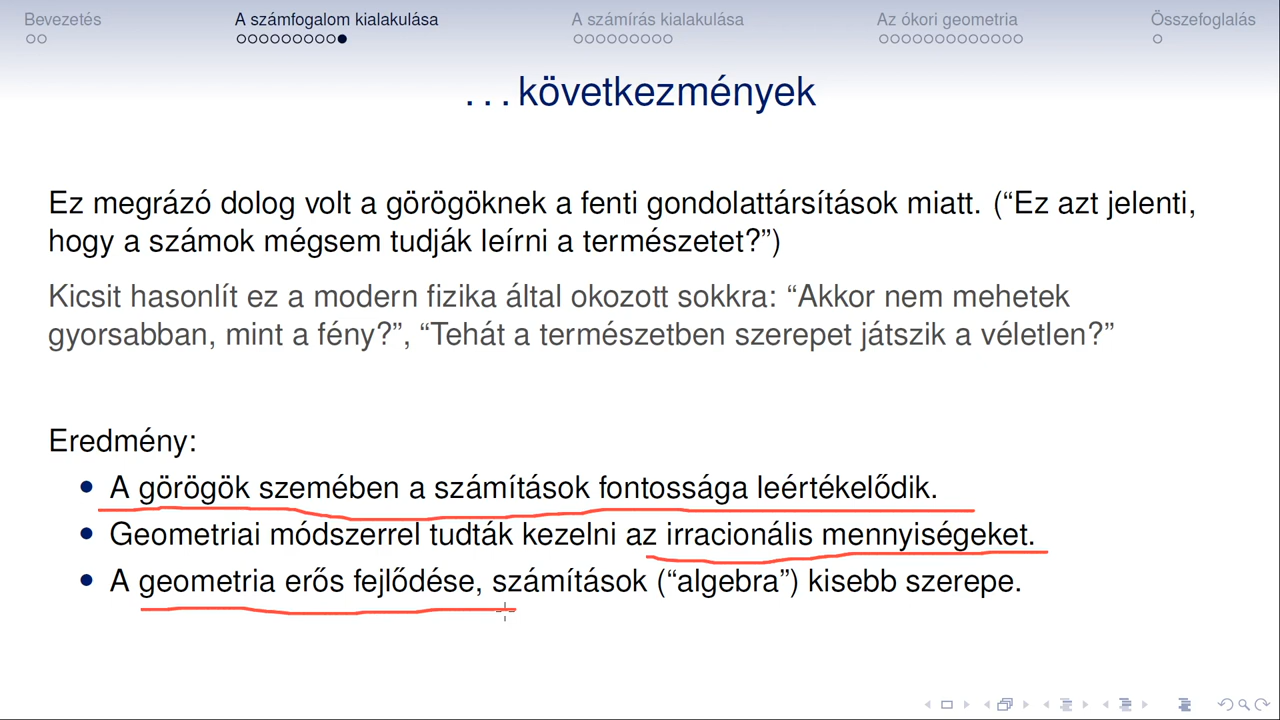 Bevezetés
A számfogalom kialakulása
A számírás kialakulása
Az ókori geometria
Összefoglalás
. . . következmények
Ez megrázó dolog volt a görögöknek a fenti gondolattársítások miatt. (“Ez azt jelenti,
hogy a számok mégsem tudják leírni a természetet?”)
Kicsit hasonlít ez a modern fizika által okozott sokkra: “Akkor nem mehetek
gyorsabban, mint a fény?”, “Tehát a természetben szerepet játszik a véletlen?”
Eredmény:
• A görögök szemében a számítások fontossága leértékelődik.
• Geometriai módszerrel tudták kezelni az irracionális mennyiségeket.
• A geometria erős fejlődése, számítások (“algebra”) kisebb szerepe.